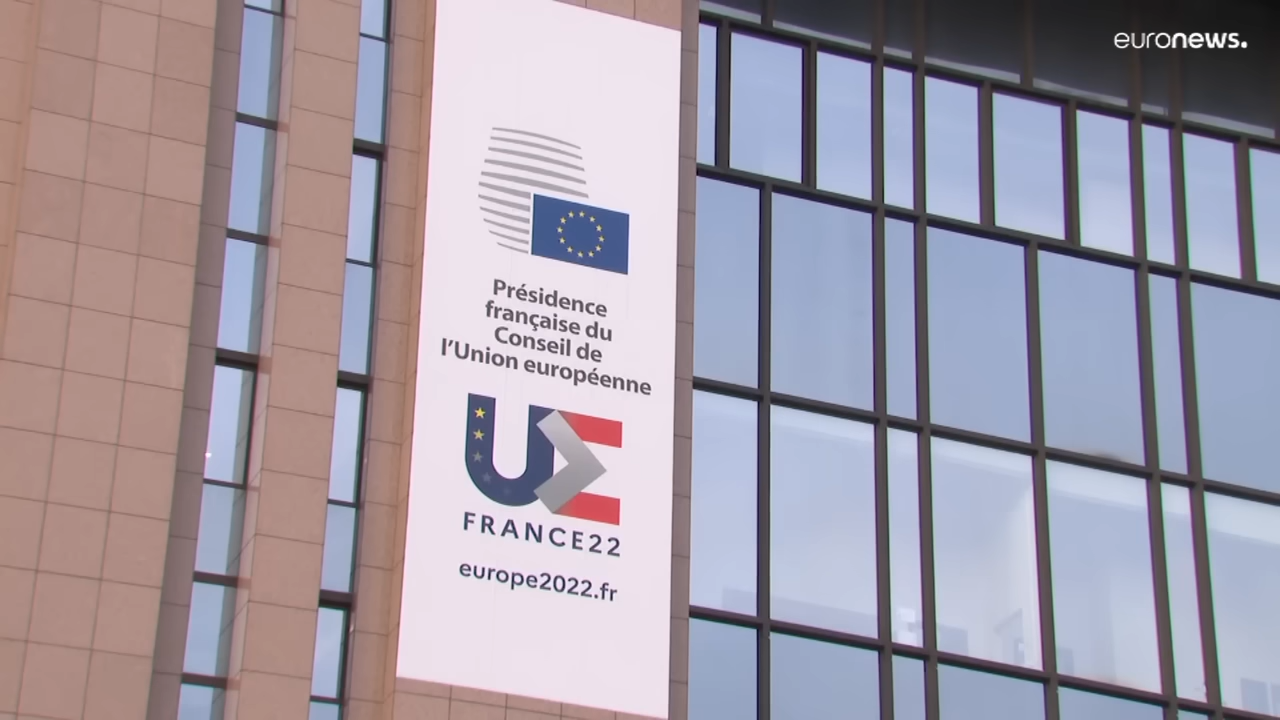 euronews.
Présidence
française du
Conseil de
l'Union européenne
UE
FRANCE22
europe2022.fr